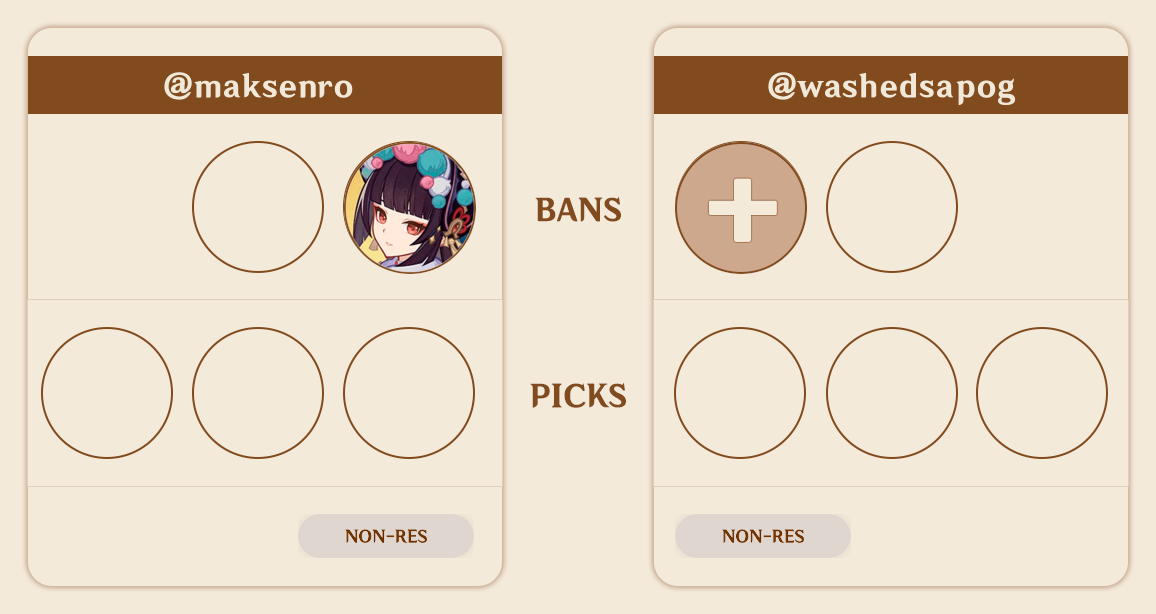 @maksenro
@washedsapog
BANS
PICKS
NON-RES
NON-RES